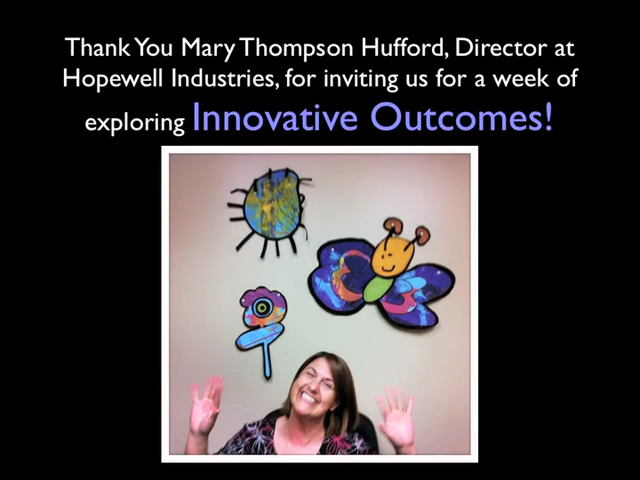 Thank You Mary Thompson Hufford, Director at
Hopewell Industries, for inviting us for a week of
exploring Innovative Outcomes!